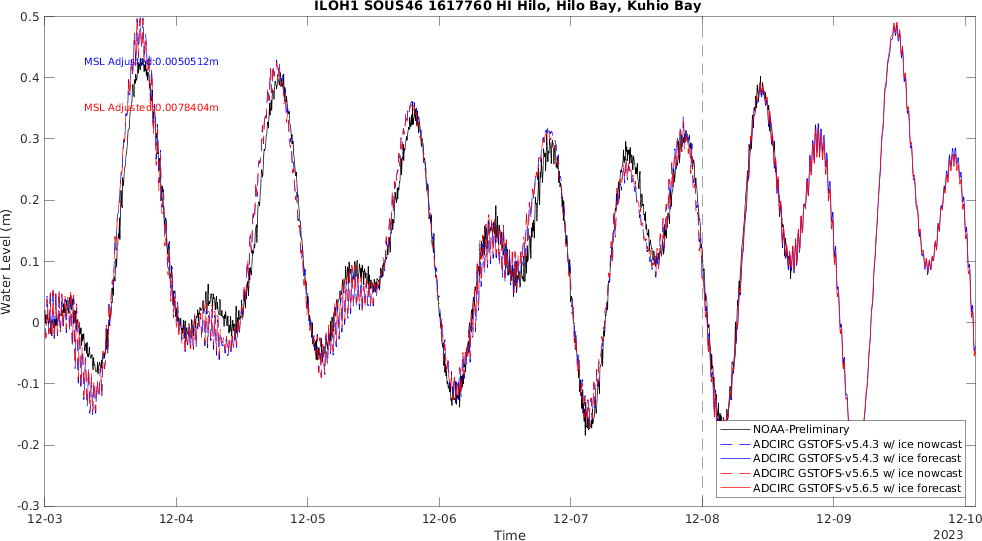 ILOH1 SOUS46 1617760 HI Hilo, Hilo Bay, Kuhio Bay
0.5
MSL Adjusted:0.0050512m
0.4
MSL Adjusted:0.0078404m
0.3
0.2
0.1
0
-0.1
-0.2
-0.3
Water Level (m)
NOAA-Preliminary
ADCIRC GSTOFS-v5.4.3 w/ ice nowcast
ADCIRC GSTOFS-v5.4.3 w/ ice forecast
ADCIRC GSTOFS-v5.6.5 w/ ice nowcast
ADCIRC GSTOFS-v5.6.5 w/ ice forecast
12-03 12-04 12-05 12-06 12-07 12-08 12-09 12-10
Time
2023